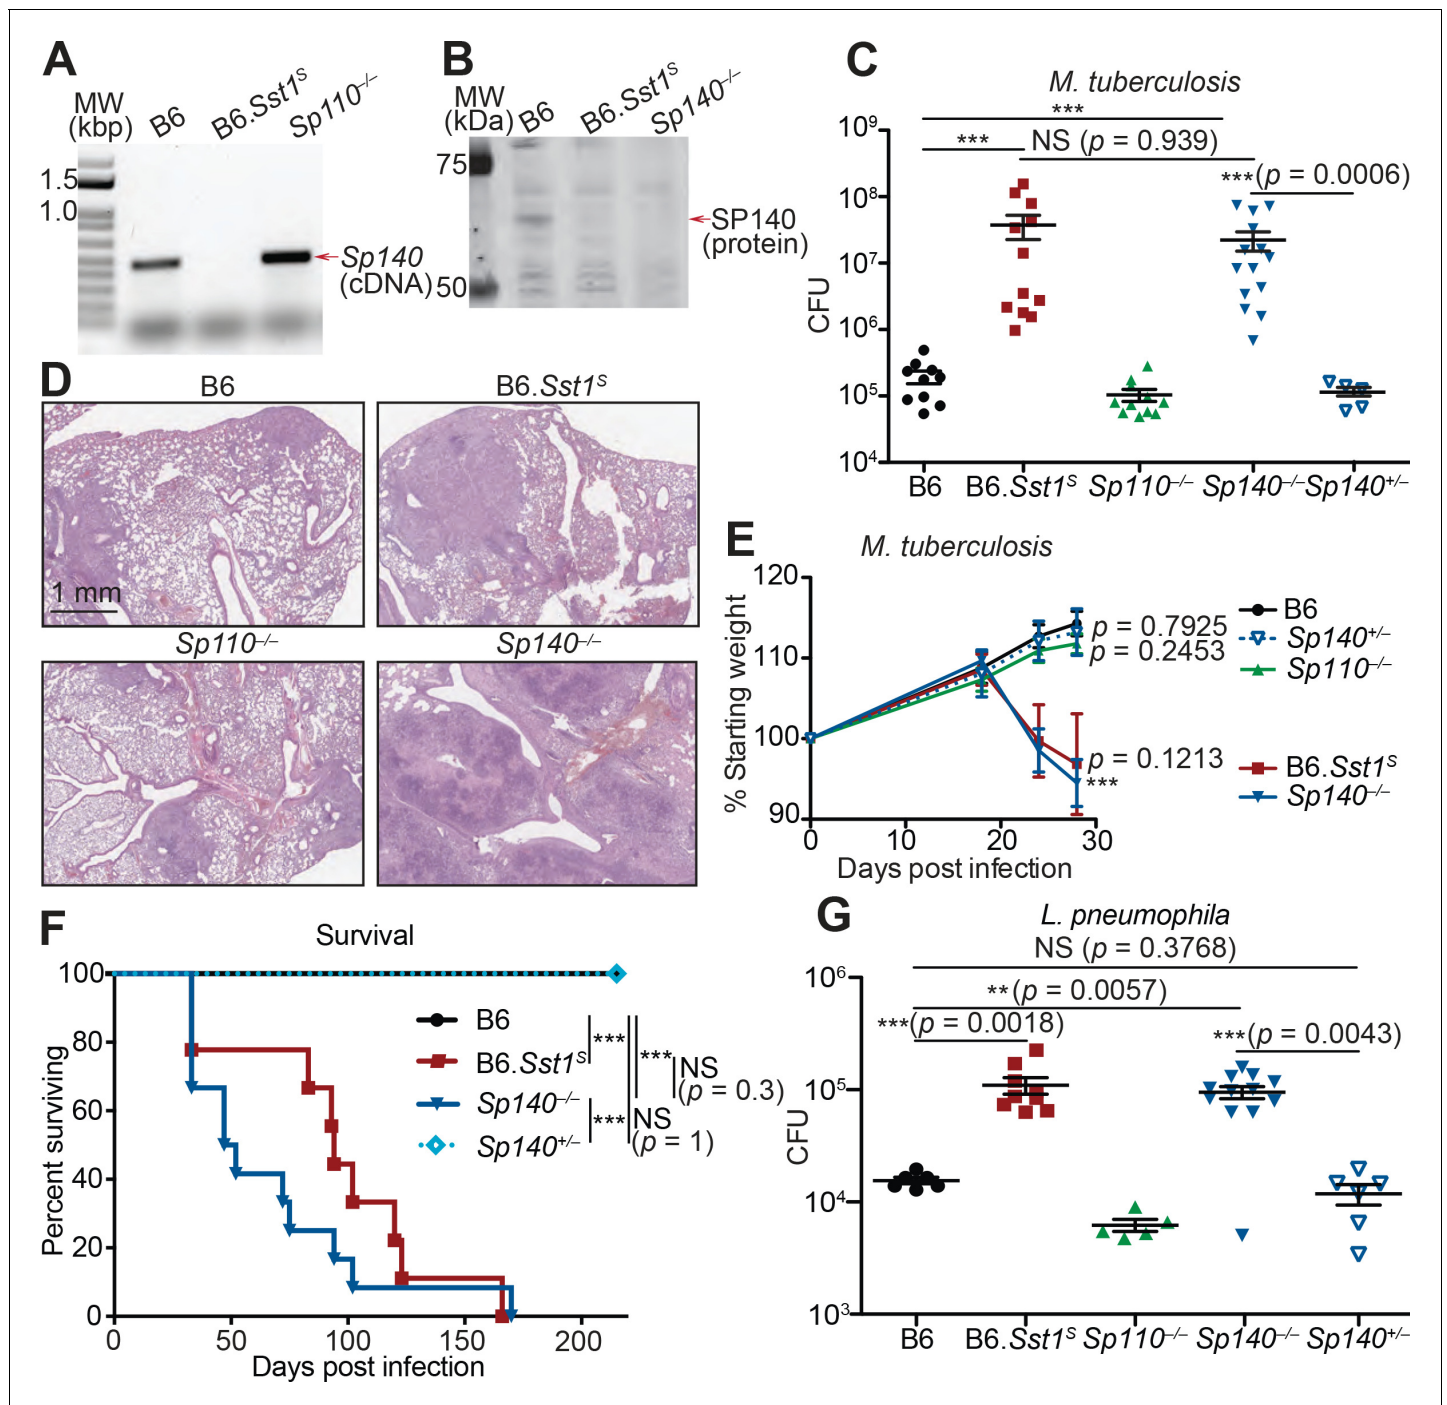 A
MW
(kbp)
B6
B6.Sst1S
Sp110–/–
1.5
1.0
Sp140
(cDNA)
B
MW
(kDa)
B6
B6.Sst1S
Sp140–/–
75
50
SP140
(protein)
C
M. tuberculosis
***
***
NS (p = 0.939)
***(p = 0.0006)
CFU
10⁹
10⁸
10⁷
10⁶
10⁵
10⁴
B6
B6.Sst1S
Sp110–/–
Sp140–/–
Sp140+/–
D
B6
B6.Sst1S
1 mm
Sp110–/–
Sp140–/–
E
M. tuberculosis
% Starting weight
120
110
100
90
0
10
20
30
Days post infection
p = 0.7925
p = 0.2453
p = 0.1213
***
B6
Sp140+/–
Sp110–/–
B6.Sst1S
Sp140–/–
F
Survival
Percent surviving
100
80
60
40
20
0
0
50
100
150
200
Days post infection
B6
B6.Sst1S
Sp140–/–
Sp140+/–
***
***
NS
(p = 0.3)
***
NS
(p = 1)
G
L. pneumophila
NS (p = 0.3768)
**(p = 0.0057)
***(p = 0.0018)
***(p = 0.0043)
CFU
10⁶
10⁵
10⁴
10³
B6
B6.Sst1S
Sp110–/–
Sp140–/–
Sp140+/–